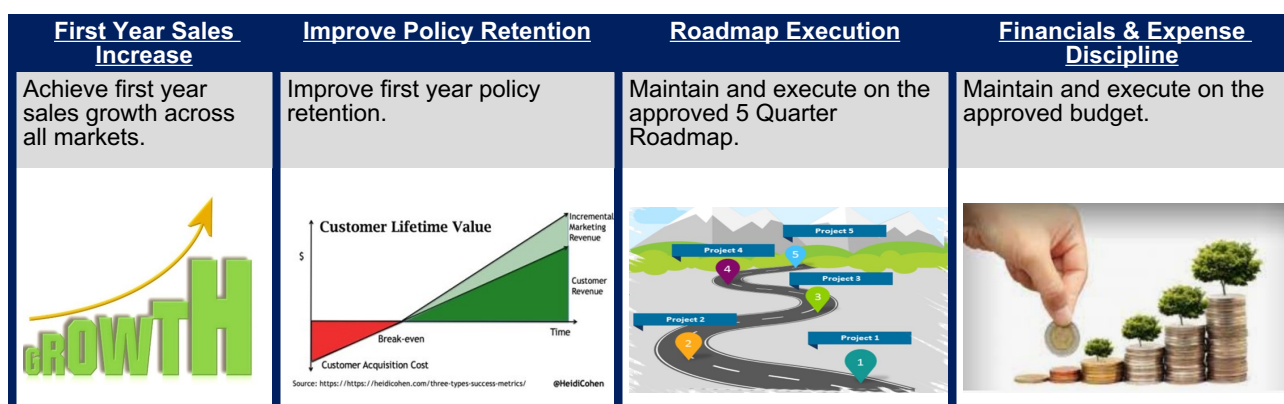 First Year Sales
Increase
Achieve first year
sales growth across
all markets.
GROWTH
Improve Policy Retention
Improve first year policy
retention.
Customer Lifetime Value
$
Incremental
Marketing
Revenue
Customer
Revenue
Time
Break-even
Customer Acquisition Cost
Source: https://https://heidicohen.com/three-types-success-metrics/ @HeidiCohen
Roadmap Execution
Maintain and execute on the
approved 5 Quarter
Roadmap.
Project 5
Project 4
5
4
Project 3
3
Project 2
Project 1
2
1
Financials & Expense
Discipline
Maintain and execute on the
approved budget.